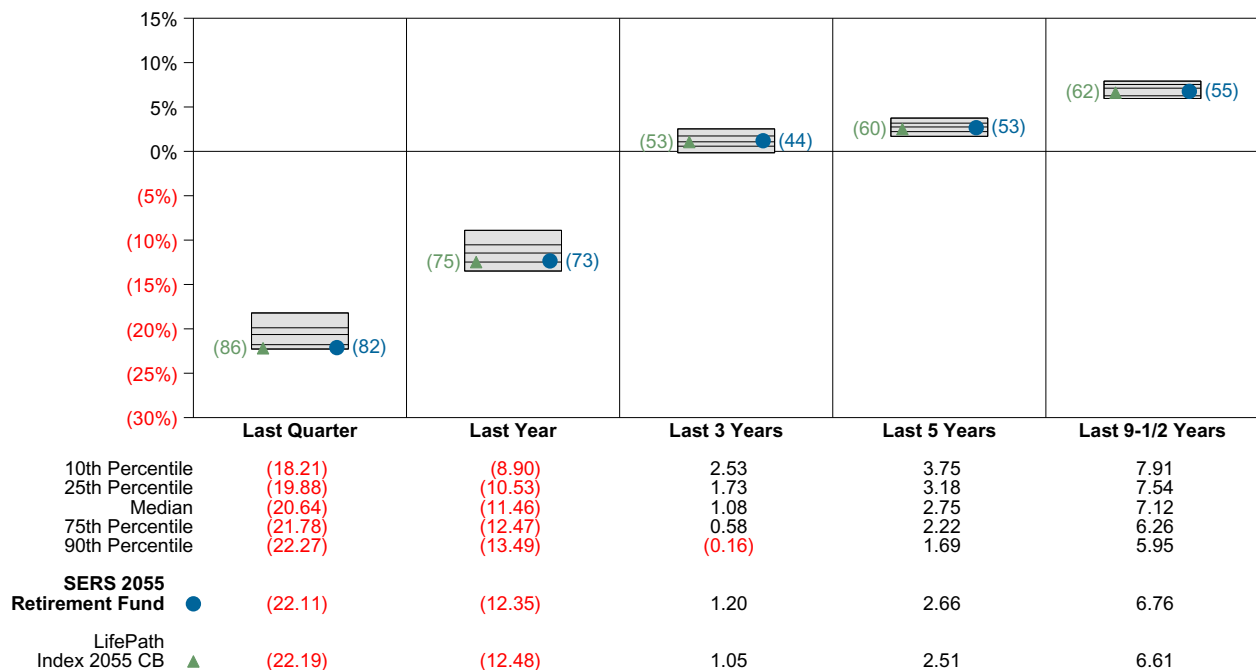 15%
10%
5%
0%
(5%)
(10%)
(15%)
(20%)
(25%)
(30%)
(86) (82)
(75) (73)
(53) (44)
(60) (53)
(62) (55)
Last Quarter Last Year Last 3 Years Last 5 Years Last 9-1/2 Years
10th Percentile (18.21) (8.90) 2.53 3.75 7.91
25th Percentile (19.88) (10.53) 1.73 3.18 7.54
Median (20.64) (11.46) 1.08 2.75 7.12
75th Percentile (21.78) (12.47) 0.58 2.22 6.26
90th Percentile (22.27) (13.49) (0.16) 1.69 5.95
SERS 2055
Retirement Fund (22.11) (12.35) 1.20 2.66 6.76
LifePath
Index 2055 CB (22.19) (12.48) 1.05 2.51 6.61